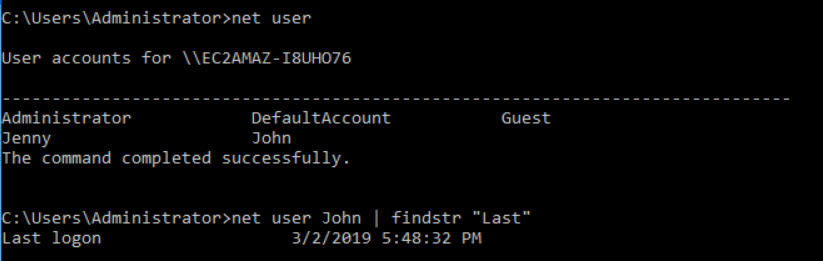 C:\Users\Administrator>net user
User accounts for \\EC2AMAZ-I8UHO76
-------------------------------------------------------------------------------
Administrator            DefaultAccount           Guest
Jenny                    John
The command completed successfully.
C:\Users\Administrator>net user John | findstr "Last"
Last logon                   3/2/2019 5:48:32 PM